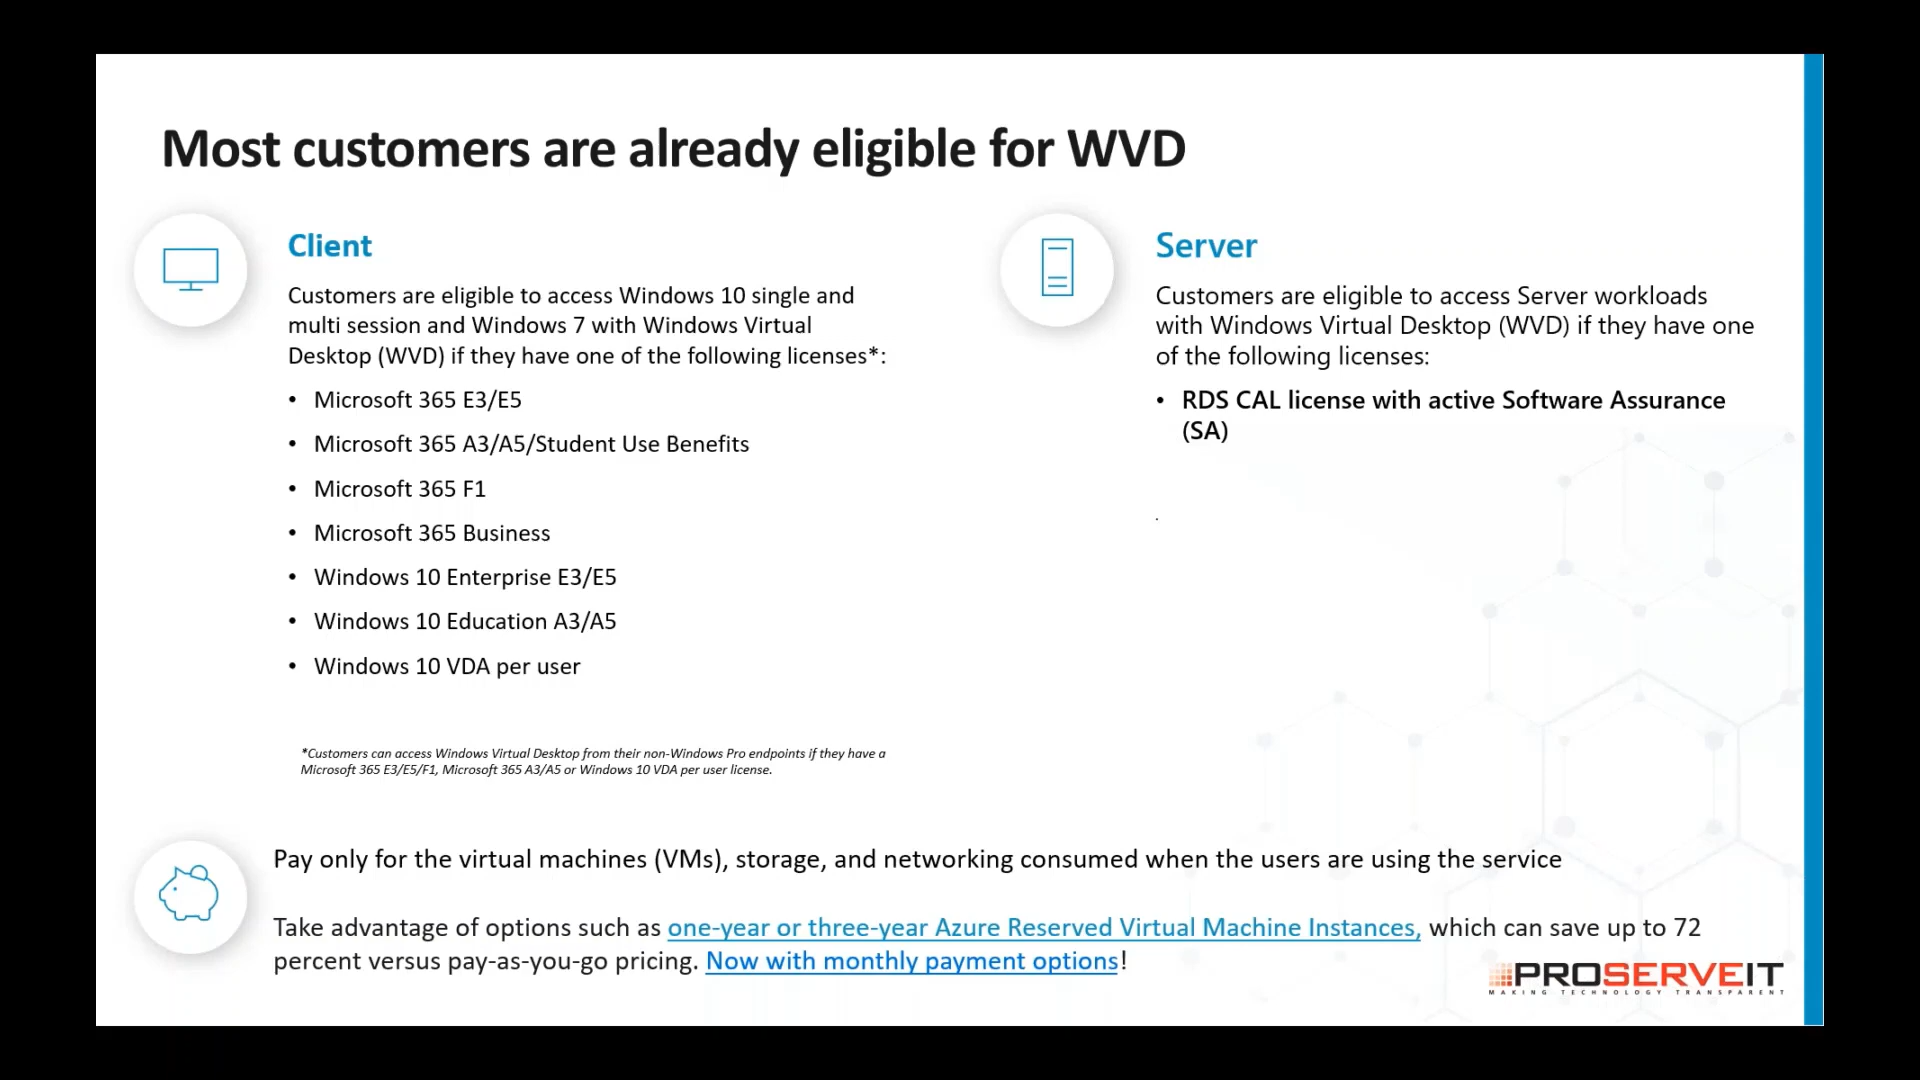 Most customers are already eligible for WVD
Client
Customers are eligible to access Windows 10 single and
multi session and Windows 7 with Windows Virtual
Desktop (WVD) if they have one of the following licenses*:
• Microsoft 365 E3/E5
• Microsoft 365 A3/A5/Student Use Benefits
• Microsoft 365 F1
• Microsoft 365 Business
• Windows 10 Enterprise E3/E5
• Windows 10 Education A3/A5
• Windows 10 VDA per user
*Customers can access Windows Virtual Desktop from their non-Windows Pro endpoints if they have a
Microsoft 365 E3/E5/F1, Microsoft 365 A3/A5 or Windows 10 VDA per user license.
Server
Customers are eligible to access Server workloads
with Windows Virtual Desktop (WVD) if they have one
of the following licenses:
• RDS CAL license with active Software Assurance
(SA)
.
Pay only for the virtual machines (VMs), storage, and networking consumed when the users are using the service
Take advantage of options such as one-year or three-year Azure Reserved Virtual Machine Instances, which can save up to 72
percent versus pay-as-you-go pricing. Now with monthly payment options!
PROSERVEIT
MAKING TECHNOLOGY TRANSPARENT